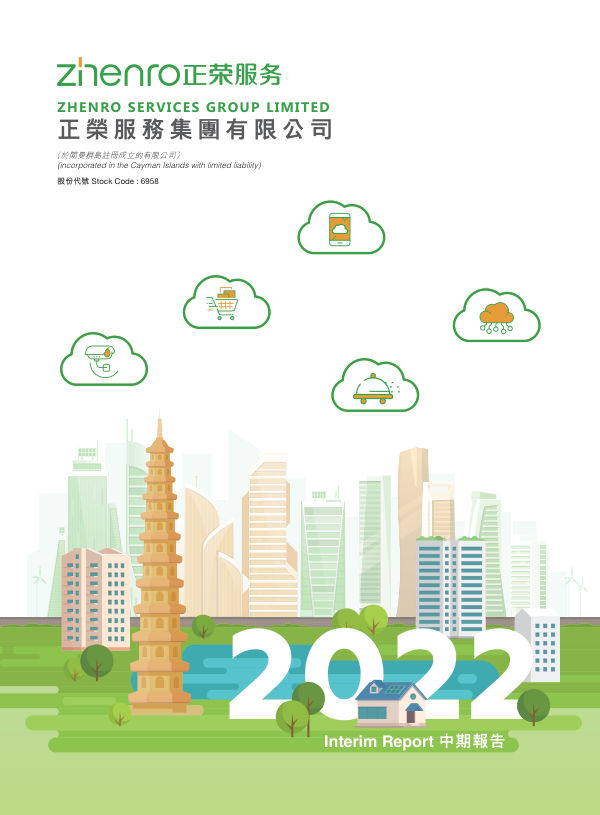 zhenro正荣服务
ZHENRO SERVICES GROUP LIMITED
正榮服務集團有限公司
(於開曼群島註冊成立的有限公司)
(incorporated in the Cayman Islands with limited liability)
股份代號 Stock Code : 6958
2022
Interim Report 中期報告